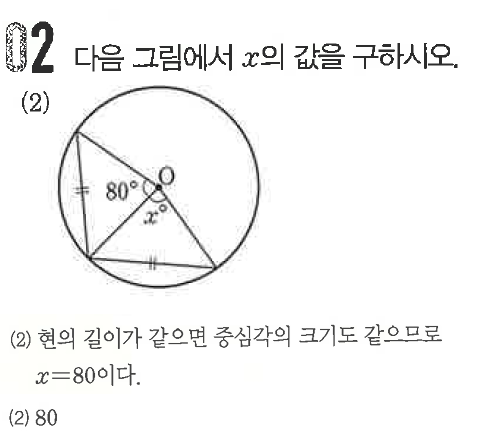 02 다음 그림에서 x의 값을 구하시오.
(2)
O
80°
x°
(2) 현의 길이가 같으면 중심각의 크기도 같으므로
x=80이다.
(2) 80